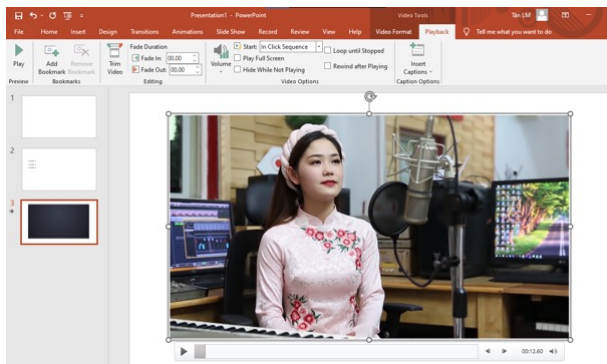 Presentation1 - PowerPoint
Video Tools
Tân LM
File Home Insert Design Transitions Animations Slide Show Record Review View Help Video Format Playback Tell me what you want to do
Play
Add Bookmark
Remove Bookmark
Trim Video
Fade Duration
Fade In: 00.00
Fade Out: 00.00
Volume
Start: In Click Sequence
Play Full Screen
Hide While Not Playing
Loop until Stopped
Rewind after Playing
Insert Captions
Preview Bookmarks Editing Video Options Caption Options
1
2
3
00:12.60